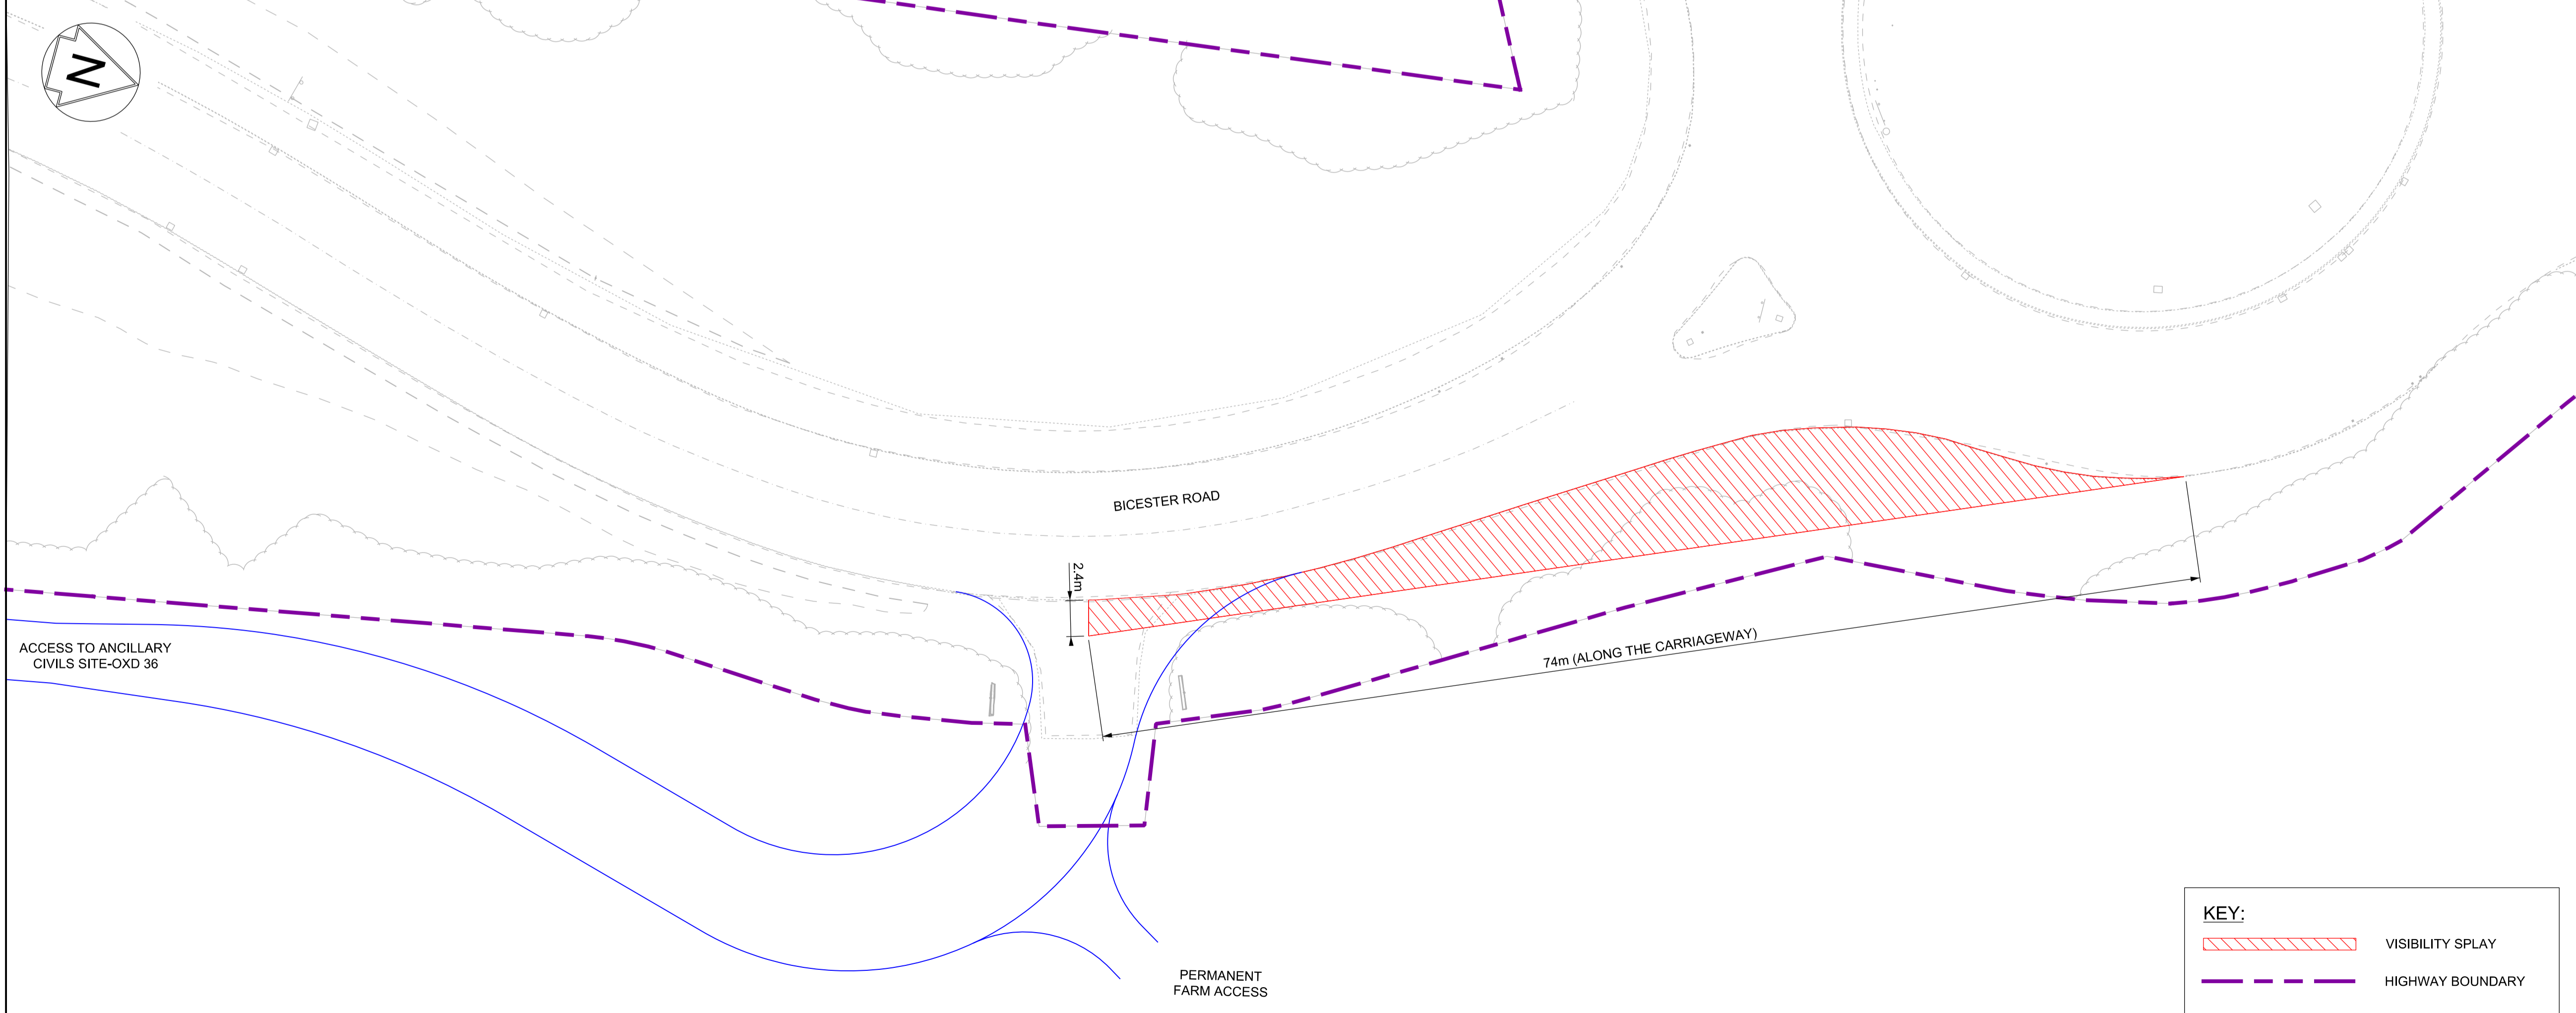 N
BICESTER ROAD
2.4m
74m (ALONG THE CARRIAGEWAY)
ACCESS TO ANCILLARY
CIVILS SITE-OXD 36
PERMANENT
FARM ACCESS
KEY:
VISIBILITY SPLAY
HIGHWAY BOUNDARY